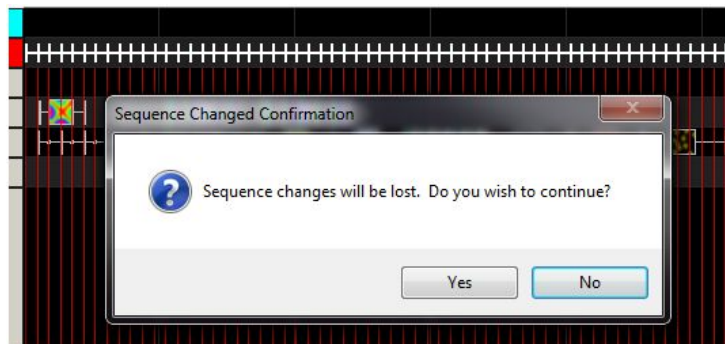 Sequence Changed Confirmation
Sequence changes will be lost.  Do you wish to continue?
Yes
No